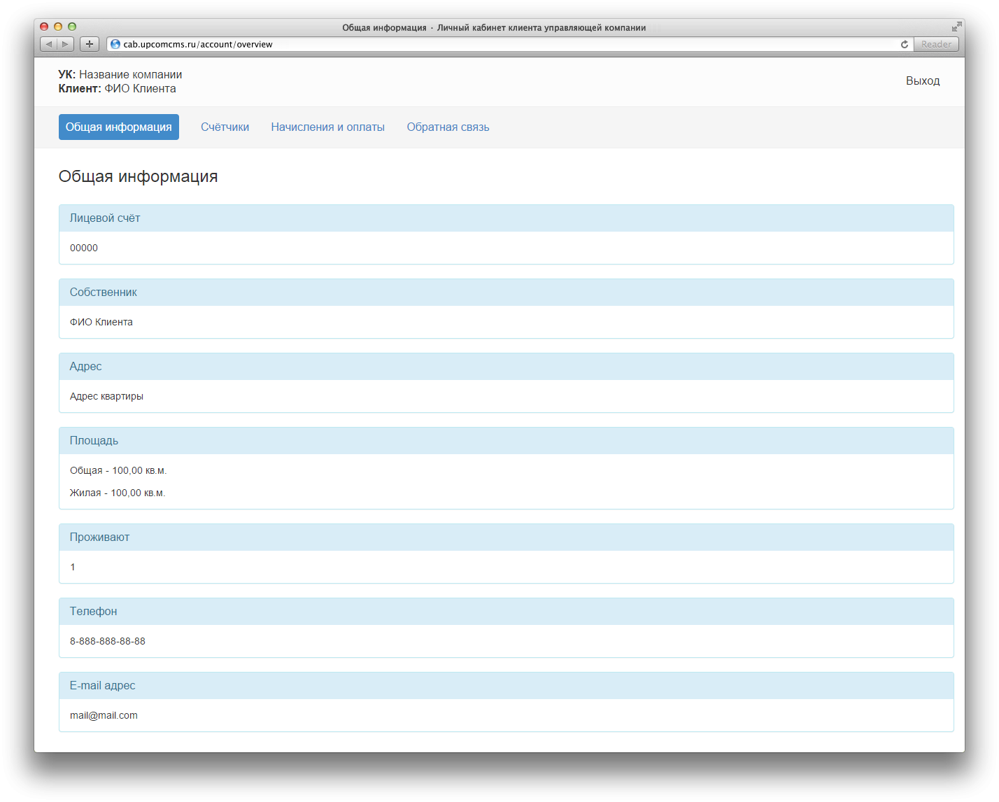 Общая информация · Личный кабинет клиента управляющей компании
cab.upcomcms.ru/account/overview
Reader
УК: Название компании
Клиент: ФИО Клиента
Выход
Общая информация
Счётчики
Начисления и оплаты
Обратная связь
Общая информация
Лицевой счёт
00000
Собственник
ФИО Клиента
Адрес
Адрес квартиры
Площадь
Общая - 100,00 кв.м.
Жилая - 100,00 кв.м.
Проживают
1
Телефон
8-888-888-88-88
E-mail адрес
mail@mail.com